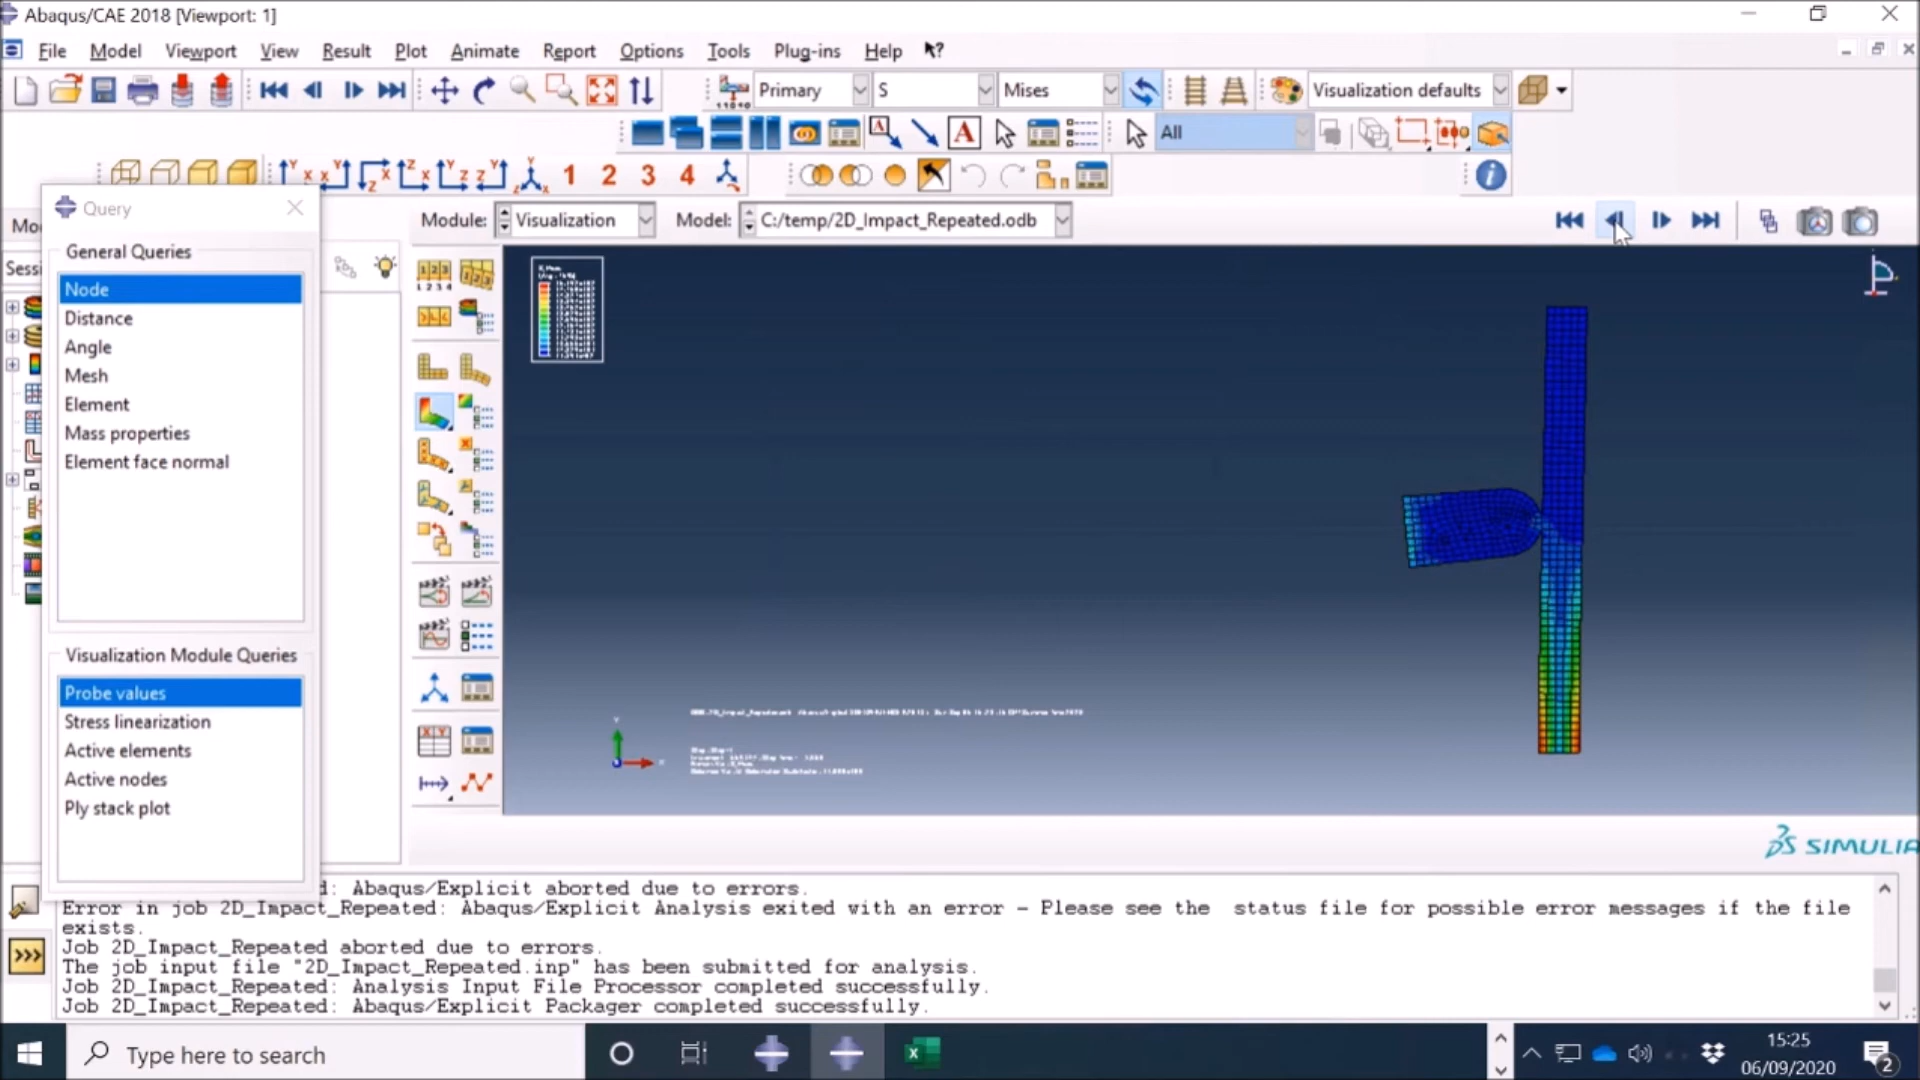 Abaqus/CAE 2018 [Viewport: 1]
File Model Viewport View Result Plot Animate Report Options Tools Plug-ins Help
Primary S Mises Visualization defaults
All
1 2 3 4
Module: Visualization Model: C:/temp/2D_Impact_Repeated.odb
Query
General Queries
Node
Distance
Angle
Mesh
Element
Mass properties
Element face normal
Visualization Module Queries
Probe values
Stress linearization
Active elements
Active nodes
Ply stack plot
SIMULIA
: Abaqus/Explicit aborted due to errors.
Error in job 2D_Impact_Repeated: Abaqus/Explicit Analysis exited with an error - Please see the status file for possible error messages if the file
exists.
Job 2D_Impact_Repeated aborted due to errors.
The job input file "2D_Impact_Repeated.inp" has been submitted for analysis.
Job 2D_Impact_Repeated: Analysis Input File Processor completed successfully.
Job 2D_Impact_Repeated: Abaqus/Explicit Packager completed successfully.
Type here to search
15:25
06/09/2020
2